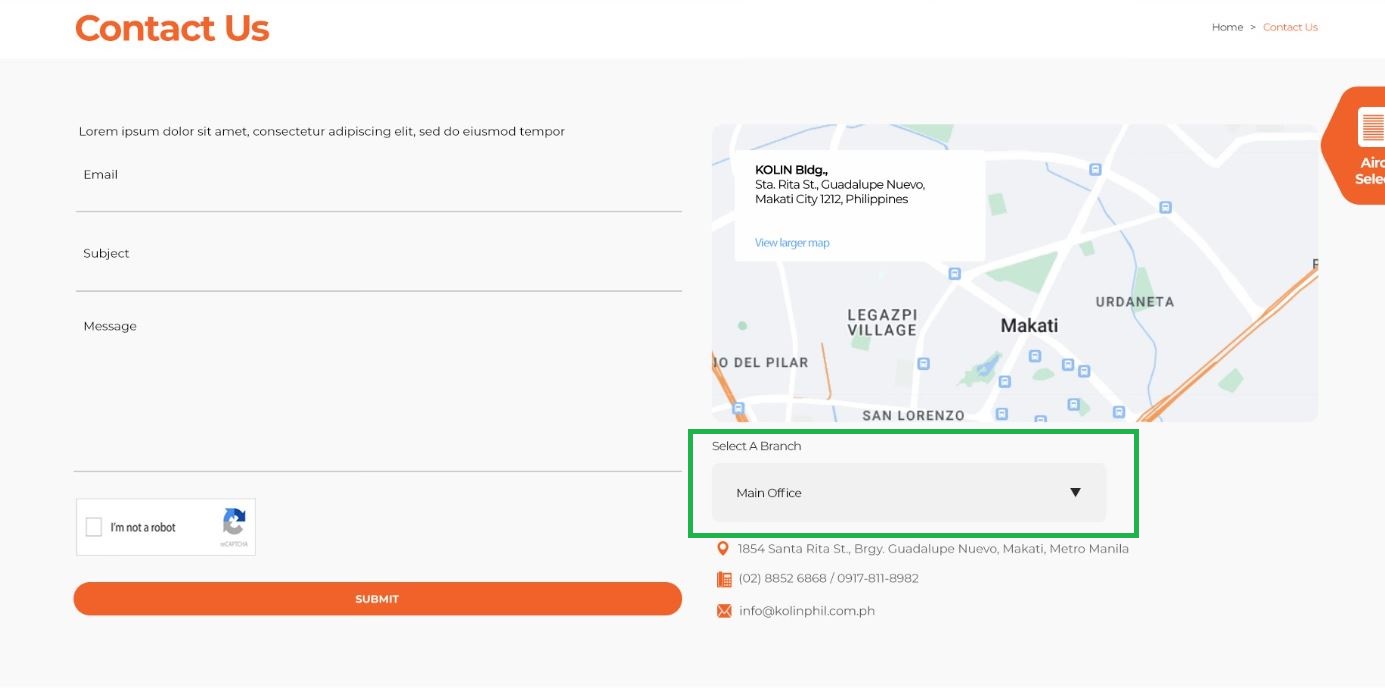 Contact Us
Home > Contact Us
Lorem ipsum dolor sit amet, consectetur adipiscing elit, sed do eiusmod tempor
Email
Subject
Message
I'm not a robot
reCAPTCHA
SUBMIT
KOLIN Bldg.,
Sta. Rita St., Guadalupe Nuevo,
Makati City 1212, Philippines
View larger map
LEGAZPI
VILLAGE
Makati
URDANETA
IO DEL PILAR
SAN LORENZO
Select A Branch
Main Office
1854 Santa Rita St., Brgy. Guadalupe Nuevo, Makati, Metro Manila
(02) 8852 6868 / 0917-811-8982
info@kolinphil.com.ph
Airc
Selec